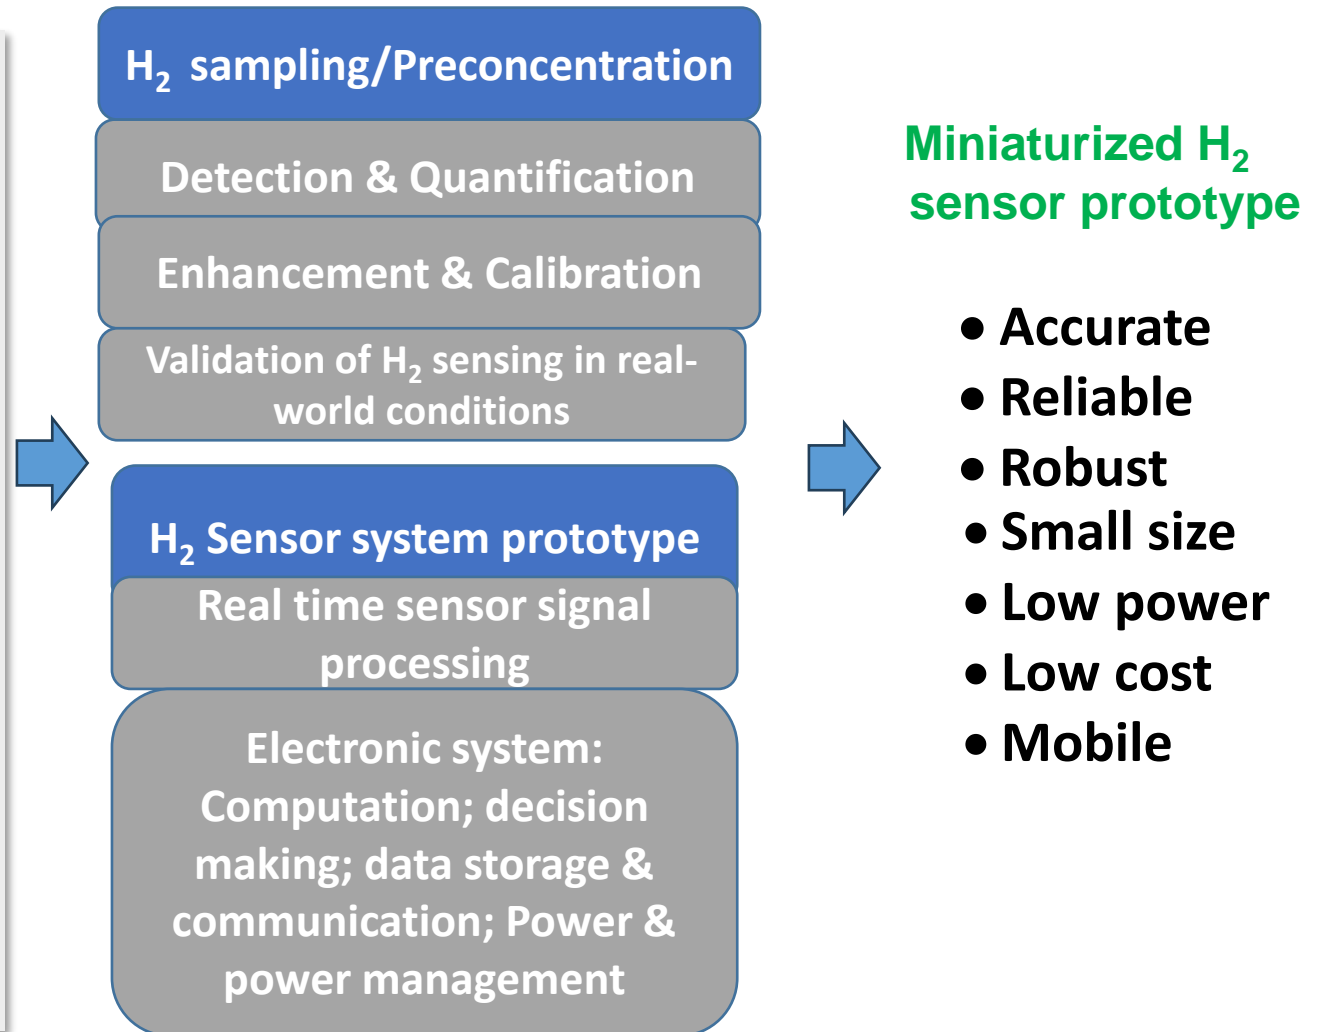 H₂ sampling/Preconcentration
Detection & Quantification
Enhancement & Calibration
Validation of H₂ sensing in real-
world conditions
H₂ Sensor system prototype
Real time sensor signal
processing
Electronic system:
Computation; decision
making; data storage &
communication; Power &
power management
Miniaturized H₂
sensor prototype
• Accurate
• Reliable
• Robust
• Small size
• Low power
• Low cost
• Mobile